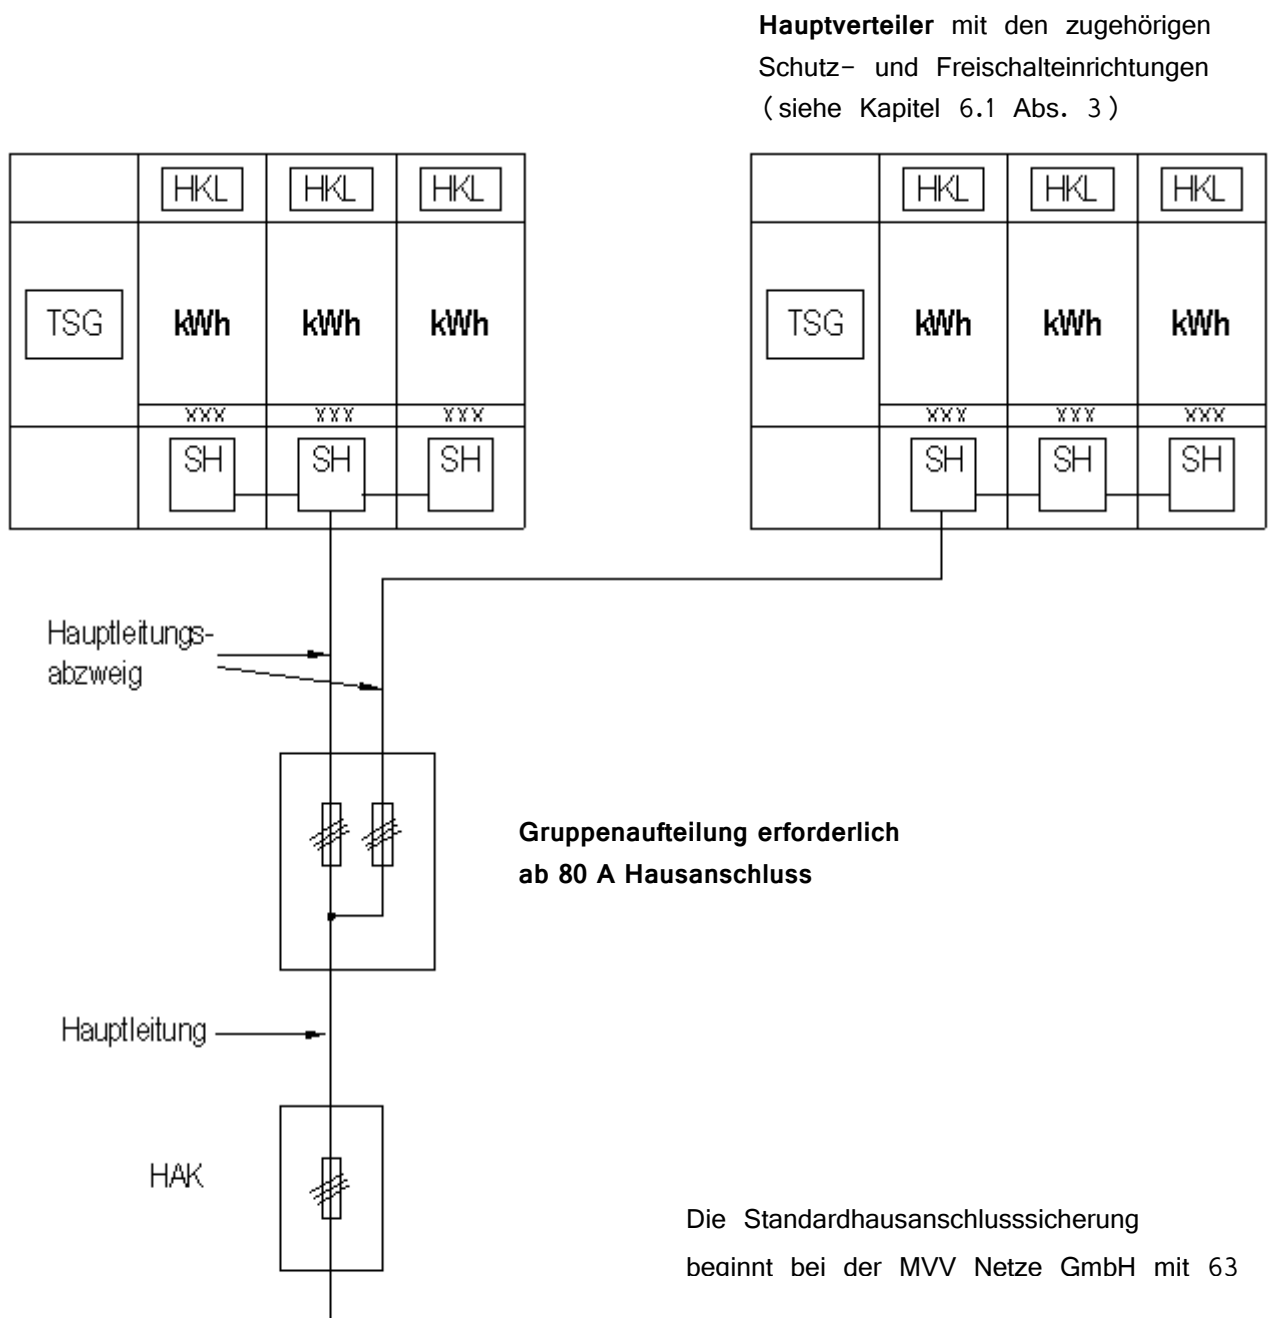 Hauptverteiler mit den zugehörigen
Schutz- und Freischalteinrichtungen
(siehe Kapitel 6.1 Abs. 3)
HKL HKL HKL HKL HKL HKL
TSG kWh kWh kWh TSG kWh kWh kWh
XXX XXX XXX XXX XXX XXX
SH SH SH SH SH SH
Hauptleitungs-
abzweig
Gruppenaufteilung erforderlich
ab 80 A Hausanschluss
Hauptleitung
HAK
Die Standardhausanschlusssicherung
beginnt bei der MVV Netze GmbH mit 63